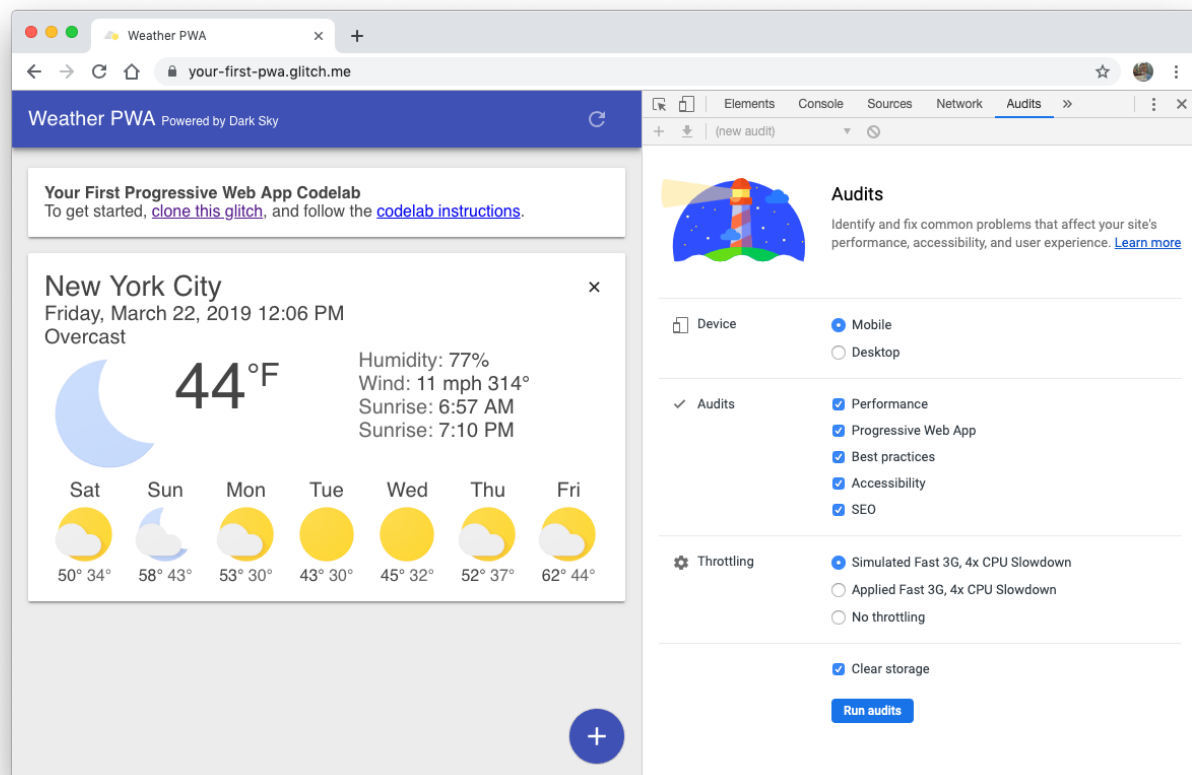 Weather PWA
your-first-pwa.glitch.me
Weather PWA Powered by Dark Sky
Your First Progressive Web App Codelab
To get started, clone this glitch, and follow the codelab instructions.
New York City
Friday, March 22, 2019 12:06 PM
Overcast
44°F
Humidity: 77%
Wind: 11 mph 314°
Sunrise: 6:57 AM
Sunrise: 7:10 PM
Sat Sun Mon Tue Wed Thu Fri
50° 34° 58° 43° 53° 30° 43° 30° 45° 32° 52° 37° 62° 44°
Elements Console Sources Network Audits
(new audit)
Audits
Identify and fix common problems that affect your site's
performance, accessibility, and user experience. Learn more
Device
Mobile
Desktop
Audits
Performance
Progressive Web App
Best practices
Accessibility
SEO
Throttling
Simulated Fast 3G, 4x CPU Slowdown
Applied Fast 3G, 4x CPU Slowdown
No throttling
Clear storage
Run audits